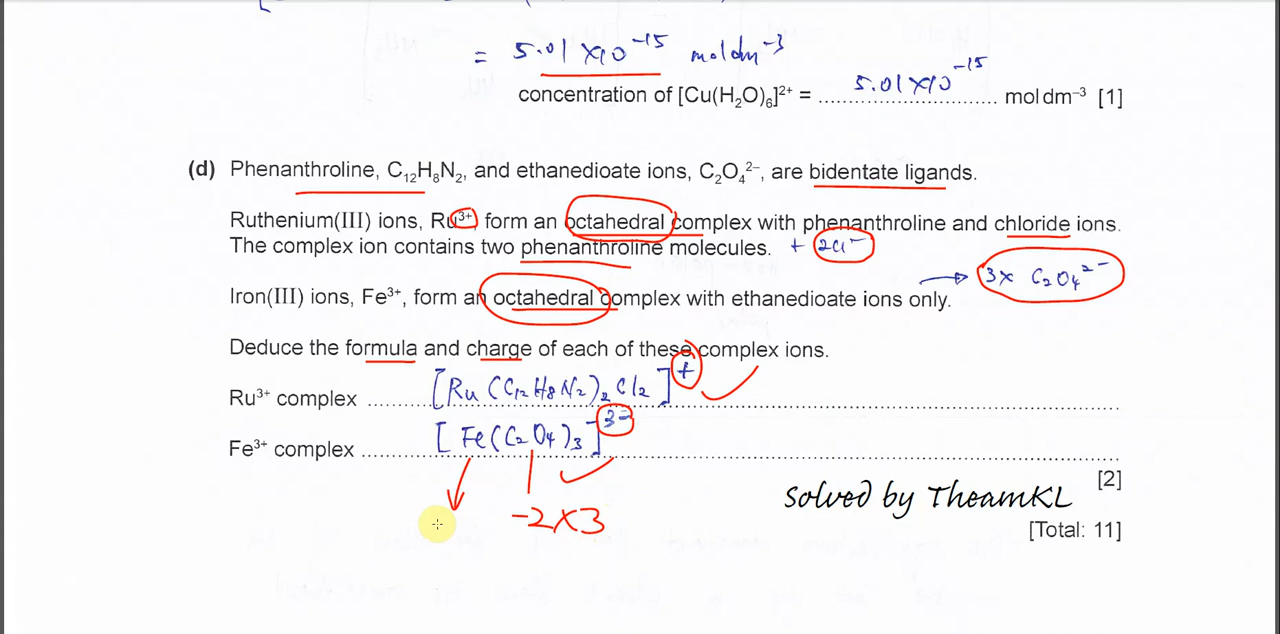 = 5.01 × 10⁻¹⁵ mol dm⁻³
concentration of [Cu(H₂O)₆]²⁺ = 5.01 × 10⁻¹⁵ mol dm⁻³ [1]
(d) Phenanthroline, C₁₂H₈N₂, and ethanedioate ions, C₂O₄²⁻, are bidentate ligands.
Ruthenium(III) ions, Ru³⁺, form an octahedral complex with phenanthroline and chloride ions.
The complex ion contains two phenanthroline molecules. + 2Cl⁻
→ 3 × C₂O₄²⁻
Iron(III) ions, Fe³⁺, form an octahedral complex with ethanedioate ions only.
Deduce the formula and charge of each of these complex ions.
Ru³⁺ complex [Ru(C₁₂H₈N₂)₂Cl₂]⁺
Fe³⁺ complex [Fe(C₂O₄)₃]³⁻
[2]
Solved by TheamKL
-2×3
[Total: 11]